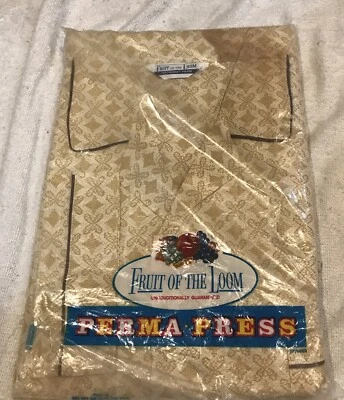 FRUIT OF THE LOOM
FRUIT OF THE LOOM
UNCONDITIONALLY GUARANTEED
PERMA PRESS